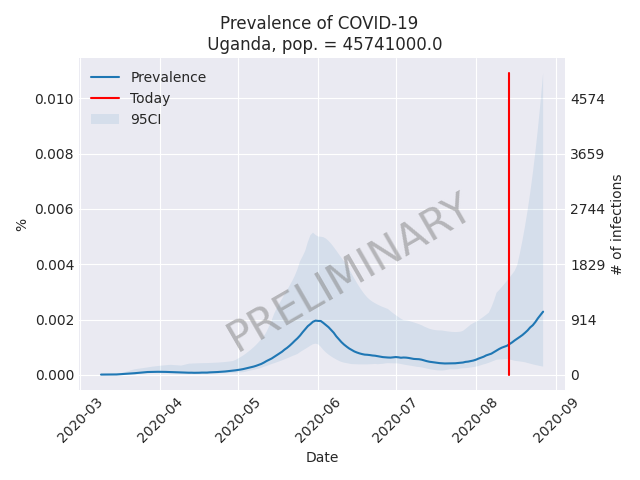 Prevalence of COVID-19
Uganda, pop. = 45741000.0
Prevalence
Today
95CI
PRELIMINARY
%
0.010
0.008
0.006
0.004
0.002
0.000
4574
3659
2744
1829
914
0
# of infections
2020-03
2020-04
2020-05
2020-06
2020-07
2020-08
2020-09
Date